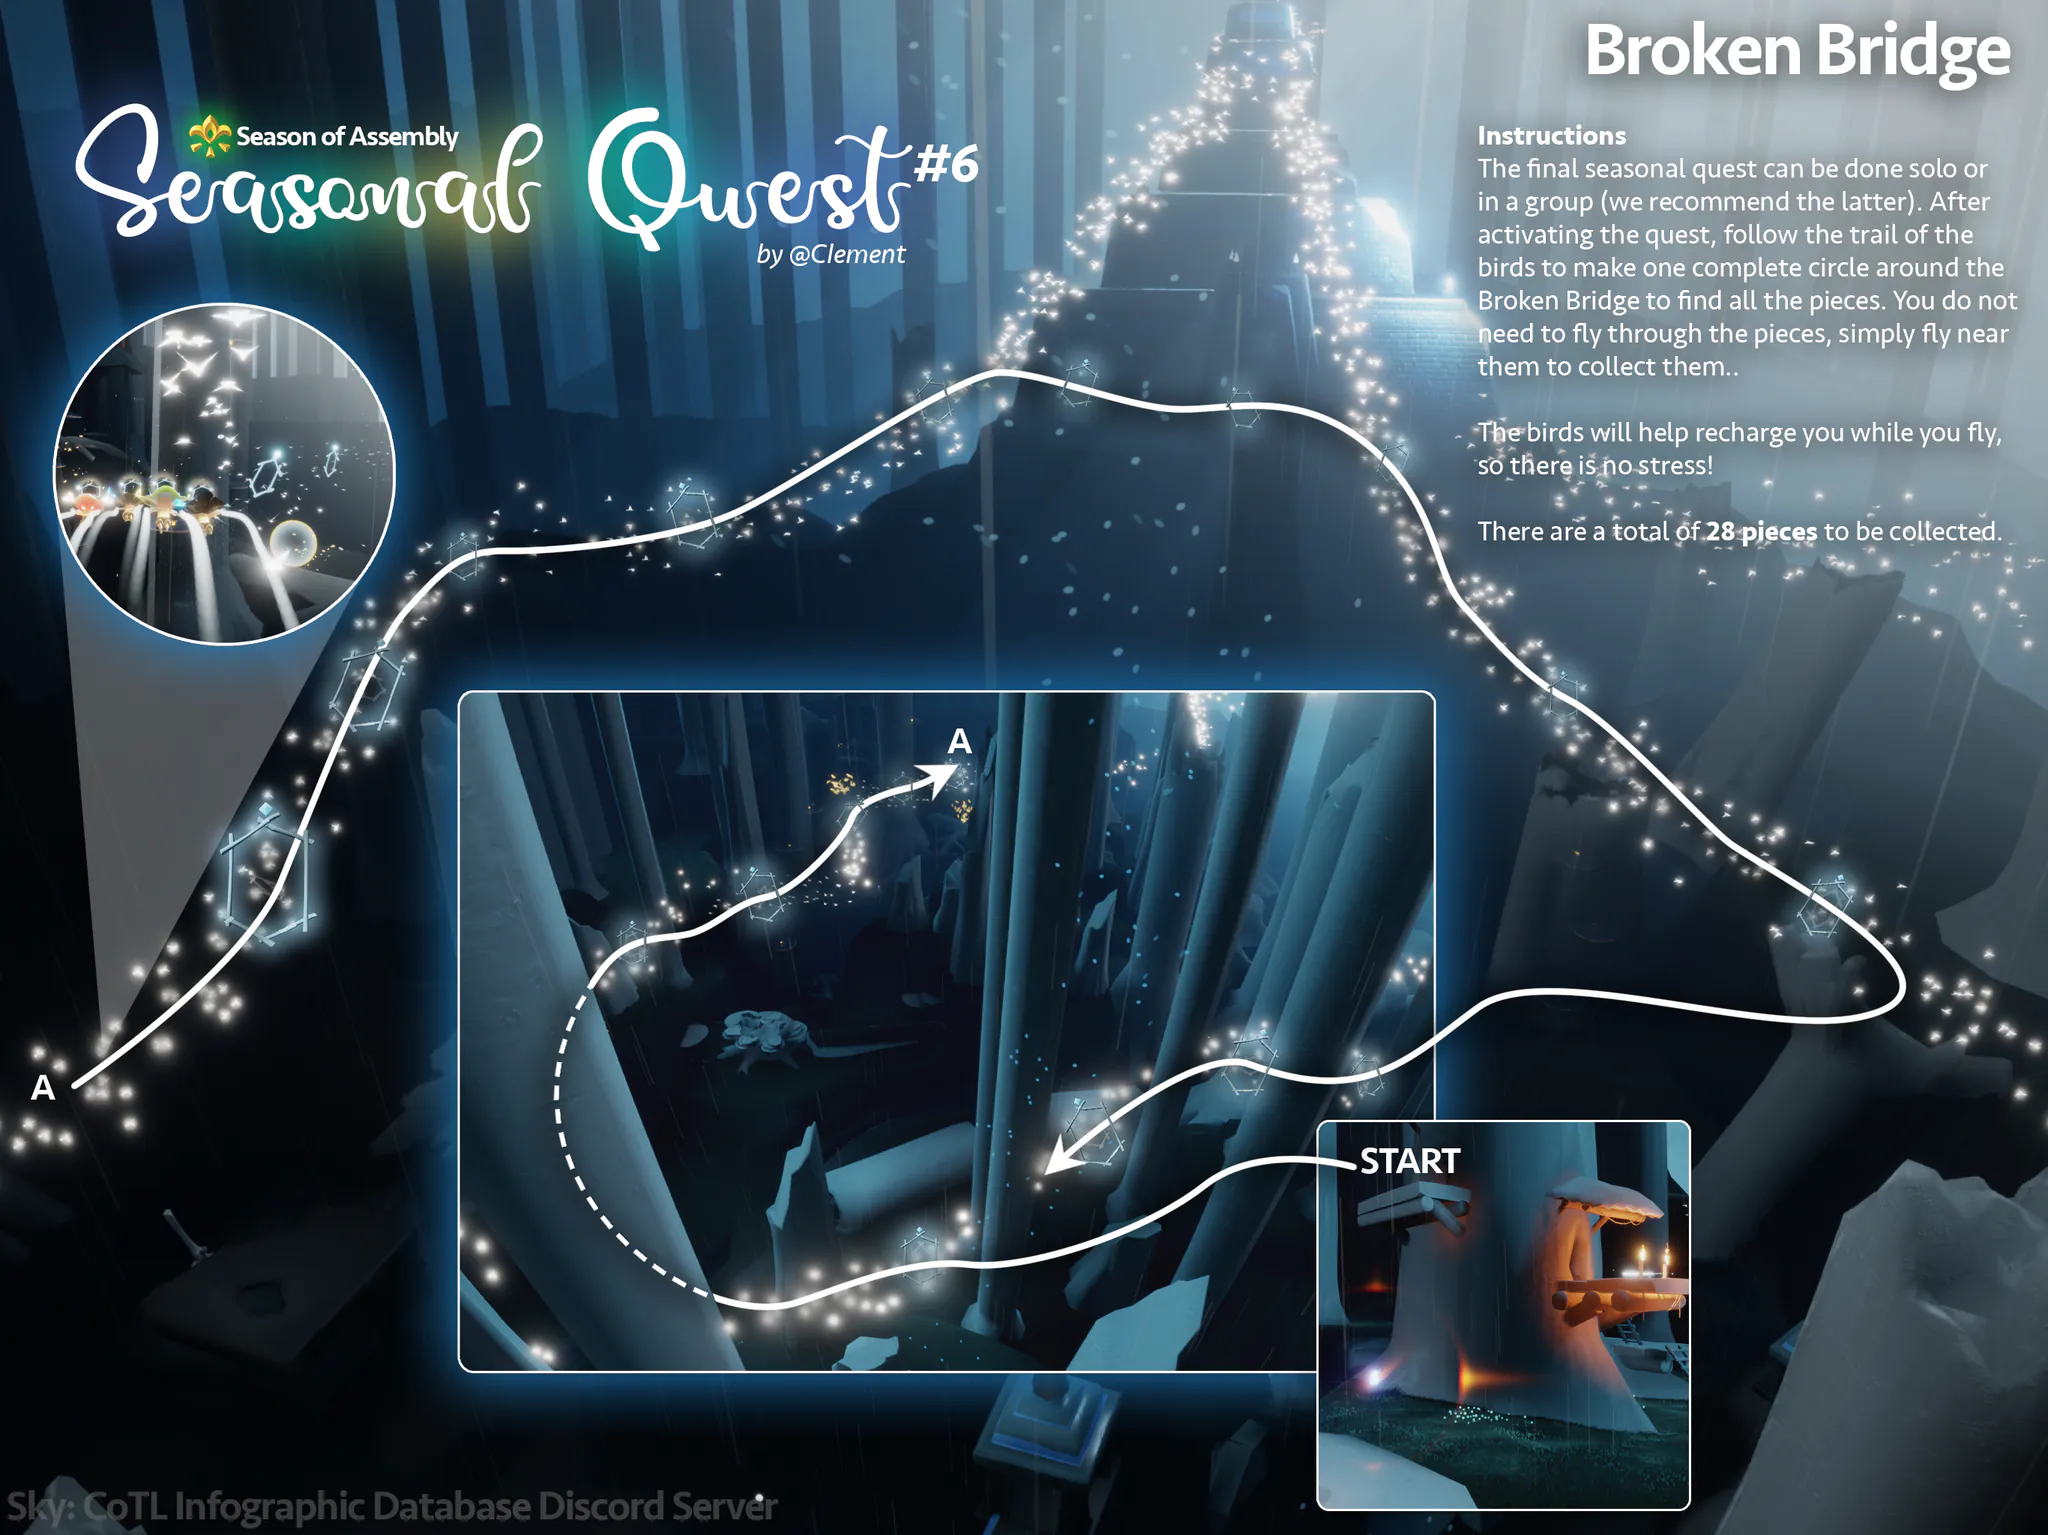 Broken Bridge
Season of Assembly
Seasonal Quest #6
by @Clement
Instructions
The final seasonal quest can be done solo or
in a group (we recommend the latter). After
activating the quest, follow the trail of the
birds to make one complete circle around the
Broken Bridge to find all the pieces. You do not
need to fly through the pieces, simply fly near
them to collect them..
The birds will help recharge you while you fly,
so there is no stress!
There are a total of 28 pieces to be collected.
A
A
START
Sky: CoTL Infographic Database Discord Server